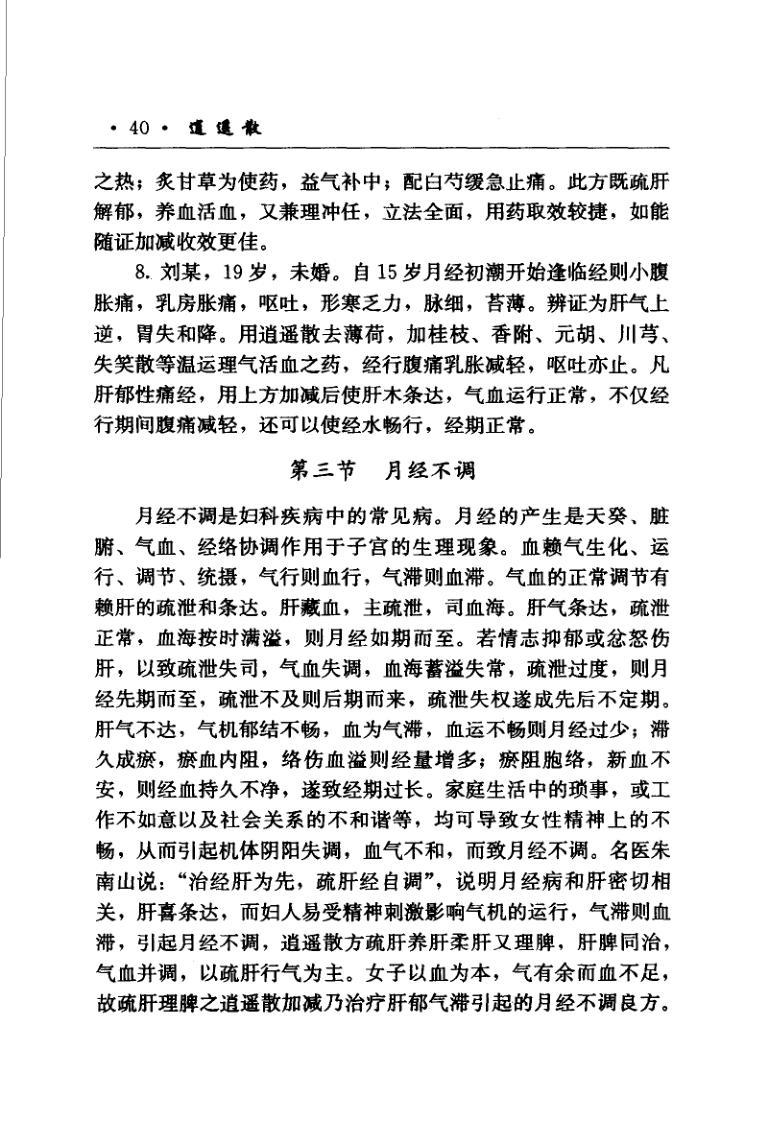 · 40 · 逍遥散
之热；炙甘草为使药，益气补中；配白芍缓急止痛。此方既疏肝
解郁，养血活血，又兼理冲任，立法全面，用药取效较捷，如能
随证加减收效更佳。
8. 刘某，19岁，未婚。自15岁月经初潮开始逢临经则小腹
胀痛，乳房胀痛，呕吐，形寒乏力，脉细，苔薄。辨证为肝气上
逆，胃失和降。用逍遥散去薄荷，加桂枝、香附、元胡、川芎、
失笑散等温运理气活血之药，经行腹痛乳胀减轻，呕吐亦止。凡
肝郁性痛经，用上方加减后使肝木条达，气血运行正常，不仅经
行期间腹痛减轻，还可以使经水畅行，经期正常。
第三节 月经不调
月经不调是妇科疾病中的常见病。月经的产生是天癸、脏
腑、气血、经络协调作用于子宫的生理现象。血赖气生化、运
行、调节、统摄，气行则血行，气滞则血滞。气血的正常调节有
赖肝的疏泄和条达。肝藏血，主疏泄，司血海。肝气条达，疏泄
正常，血海按时满溢，则月经如期而至。若情志抑郁或忿怒伤
肝，以致疏泄失司，气血失调，血海蓄溢失常，疏泄过度，则月
经先期而至，疏泄不及则后期而来，疏泄失权遂成先后不定期。
肝气不达，气机郁结不畅，血为气滞，血运不畅则月经过少；滞
久成瘀，瘀血内阻，络伤血溢则经量增多；瘀阻胞络，新血不
安，则经血持久不净，遂致经期过长。家庭生活中的琐事，或工
作不如意以及社会关系的不和谐等，均可导致女性精神上的不
畅，从而引起机体阴阳失调，血气不和，而致月经不调。名医朱
南山说：“治经肝为先，疏肝经自调”，说明月经病和肝密切相
关，肝喜条达，而妇人易受精神刺激影响气机的运行，气滞则血
滞，引起月经不调，逍遥散方疏肝养肝柔肝又理脾，肝脾同治，
气血并调，以疏肝行气为主。女子以血为本，气有余而血不足，
故疏肝理脾之逍遥散加减乃治疗肝郁气滞引起的月经不调良方。